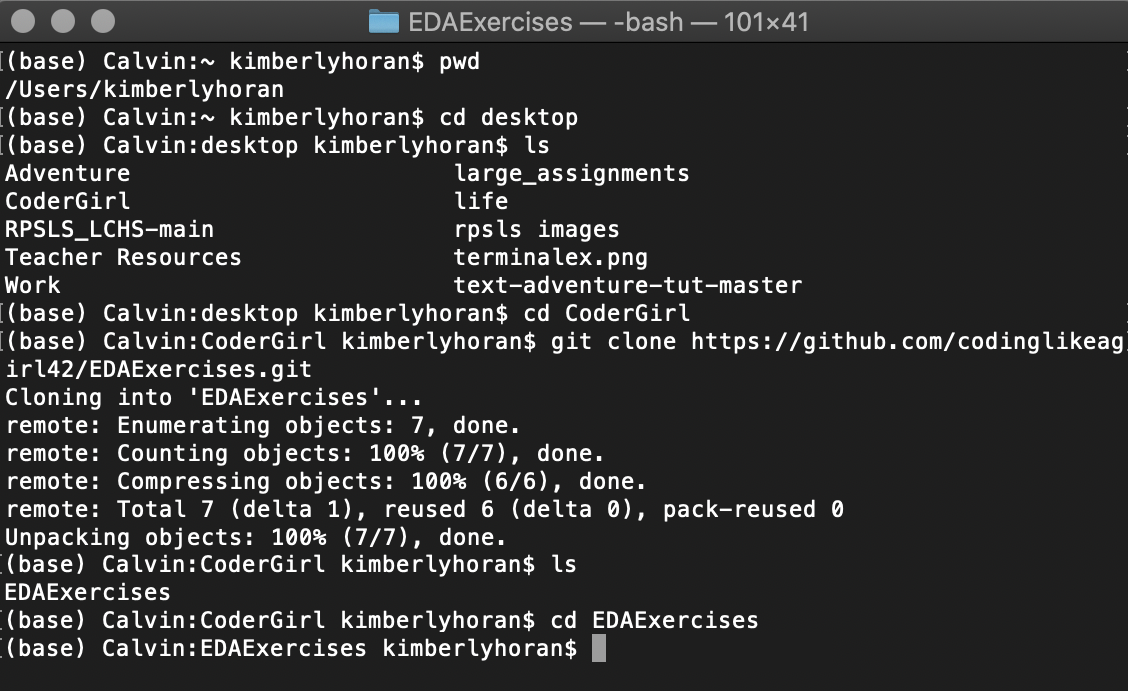 EDAExercises — -bash — 101×41
[(base) Calvin:~ kimberlyhoran$ pwd
/Users/kimberlyhoran
[(base) Calvin:~ kimberlyhoran$ cd desktop
[(base) Calvin:desktop kimberlyhoran$ ls
Adventure large_assignments
CoderGirl life
RPSLS_LCHS-main rpsls images
Teacher Resources terminalex.png
Work text-adventure-tut-master
[(base) Calvin:desktop kimberlyhoran$ cd CoderGirl
[(base) Calvin:CoderGirl kimberlyhoran$ git clone https://github.com/codinglikeag
irl42/EDAExercises.git
Cloning into 'EDAExercises'...
remote: Enumerating objects: 7, done.
remote: Counting objects: 100% (7/7), done.
remote: Compressing objects: 100% (6/6), done.
remote: Total 7 (delta 1), reused 6 (delta 0), pack-reused 0
Unpacking objects: 100% (7/7), done.
[(base) Calvin:CoderGirl kimberlyhoran$ ls
EDAExercises
[(base) Calvin:CoderGirl kimberlyhoran$ cd EDAExercises
[(base) Calvin:EDAExercises kimberlyhoran$